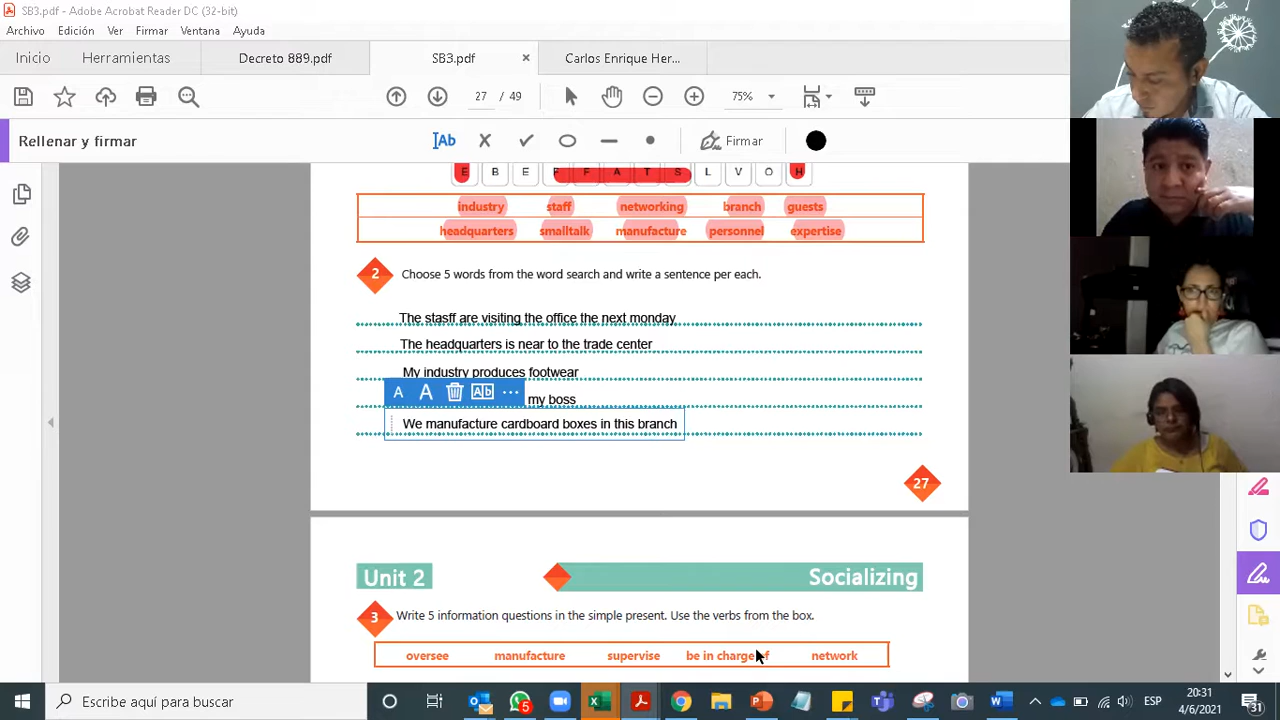 SB3.pdf - Adobe Acrobat Reader DC (32-bit)
Archivo Edición Ver Firmar Ventana Ayuda
Inicio Herramientas Decreto 889.pdf SB3.pdf × Carlos Enrique Her...
27 / 49 75%
Rellenar y firmar Ab Firmar
E B E F F A T S L V O H
industry staff networking branch guests
headquarters smalltalk manufacture personnel expertise
2 Choose 5 words from the word search and write a sentence per each.
The stasff are visiting the office the next monday
The headquarters is near to the trade center
My industry produces footwear
A A Ab ...
my boss
We manufacture cardboard boxes in this branch
27
Unit 2 Socializing
3 Write 5 information questions in the simple present. Use the verbs from the box.
oversee manufacture supervise be in charge of network
Escribe aquí para buscar 5 ESP 20:31
4/6/2021 31